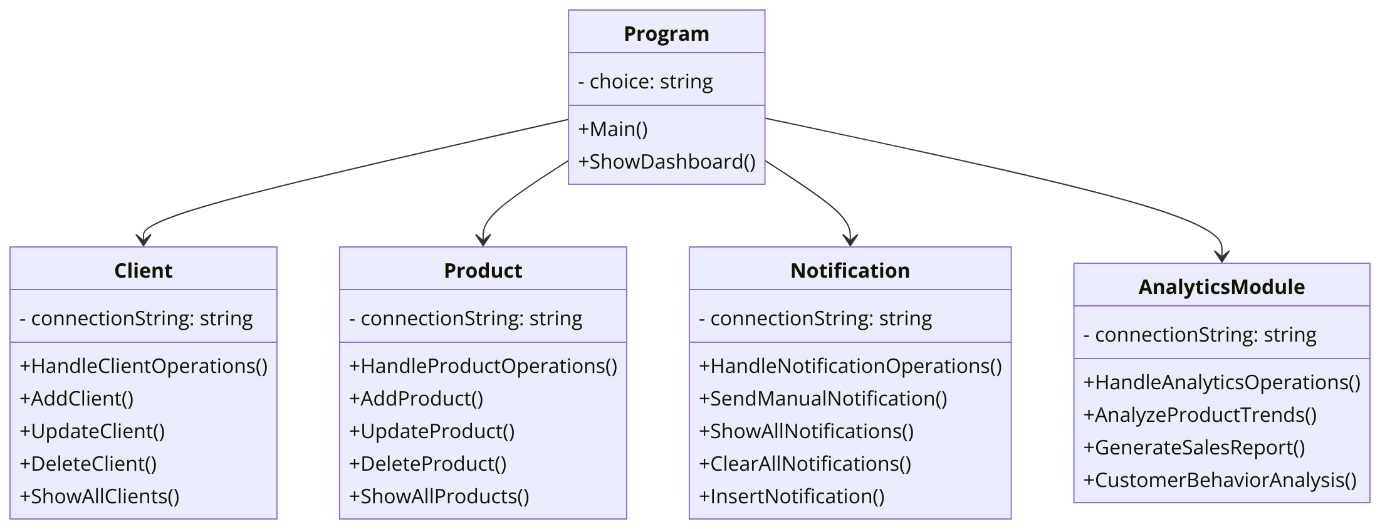 Program
- choice: string
+Main()
+ShowDashboard()
Client
- connectionString: string
+HandleClientOperations()
+AddClient()
+UpdateClient()
+DeleteClient()
+ShowAllClients()
Product
- connectionString: string
+HandleProductOperations()
+AddProduct()
+UpdateProduct()
+DeleteProduct()
+ShowAllProducts()
Notification
- connectionString: string
+HandleNotificationOperations()
+SendManualNotification()
+ShowAllNotifications()
+ClearAllNotifications()
+InsertNotification()
AnalyticsModule
- connectionString: string
+HandleAnalyticsOperations()
+AnalyzeProductTrends()
+GenerateSalesReport()
+CustomerBehaviorAnalysis()